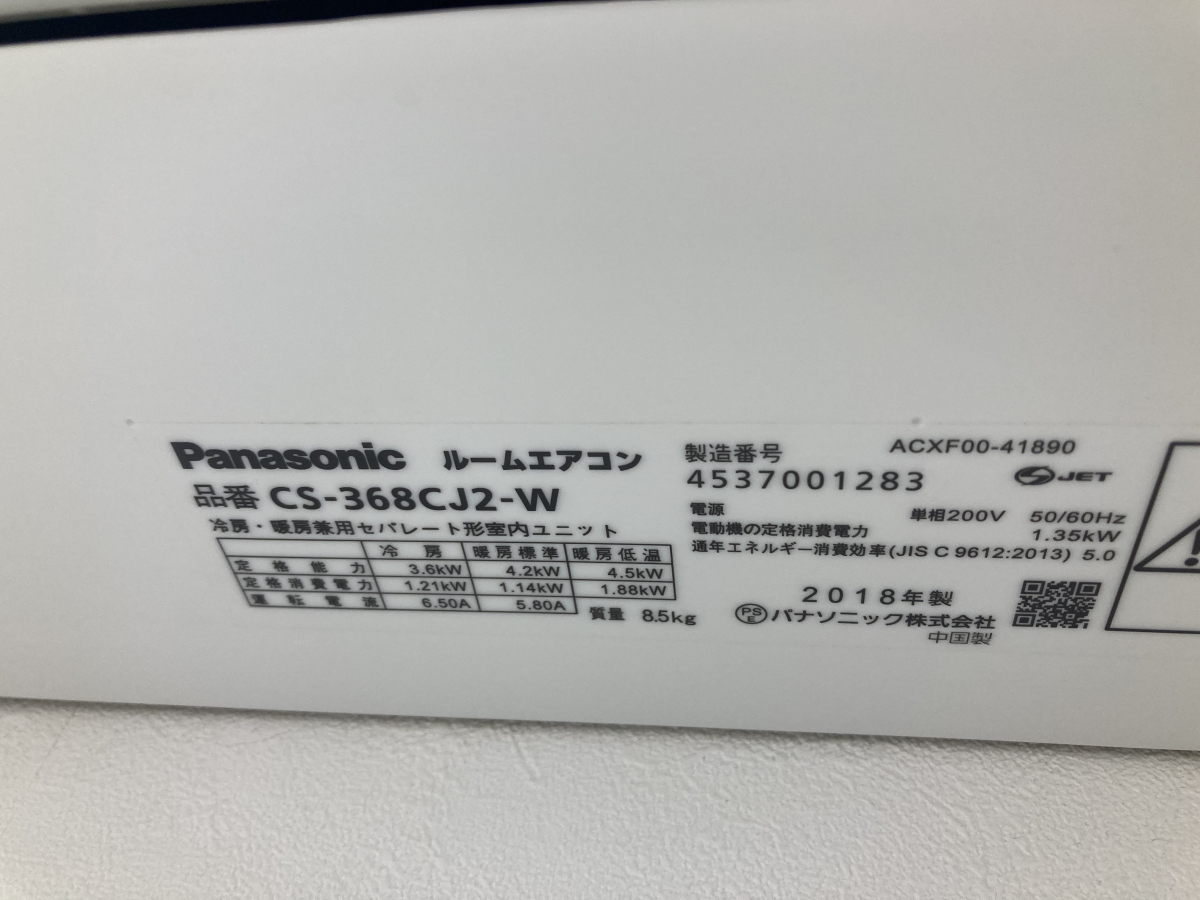 Panasonic ルームエアコン
品番 CS-368CJ2-W
冷房・暖房兼用セパレート形室内ユニット
冷房 暖房標準 暖房低温
定格能力 3.6kW 4.2kW 4.5kW
定格消費電力 1.21kW 1.14kW 1.88kW
運転電流 6.50A 5.80A
質量 8.5kg
ACXF00-41890
製造番号
4537001283
JET
電源 単相200V 50/60Hz
電動機の定格消費電力 1.35kW
通年エネルギー消費効率(JIS C 9612:2013) 5.0
2018年製
PSE パナソニック株式会社
中国製